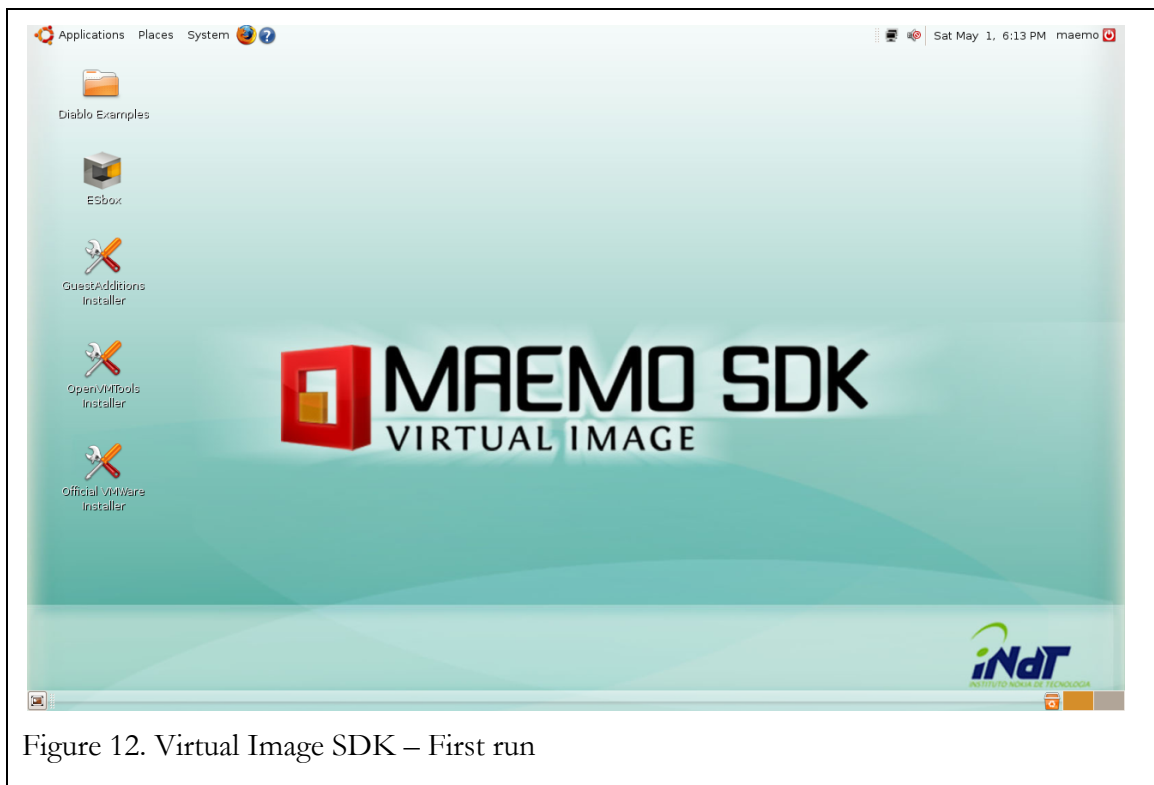 Applications Places System
Sat May 1, 6:13 PM maemo
Diablo Examples
ESbox
GuestAdditions
Installer
OpenVMTools
Installer
Official VMWare
Installer
MAEMO SDK
VIRTUAL IMAGE
iNdT
INSTITUTO NOKIA DE TECNOLOGIA
Figure 12. Virtual Image SDK – First run